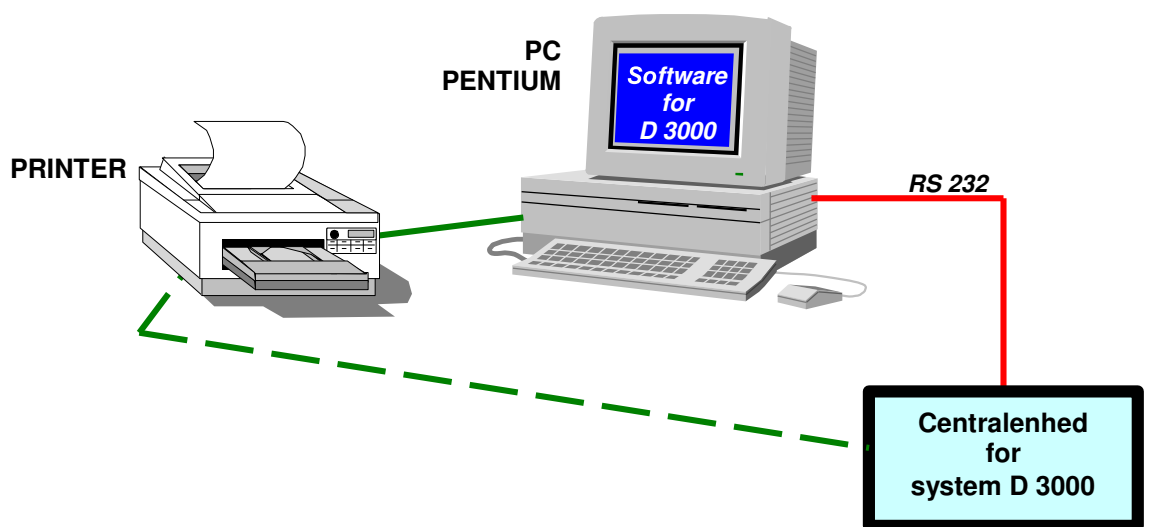 PC
PENTIUM
Software
for
D 3000
PRINTER
RS 232
Centralenhed
for
system D 3000